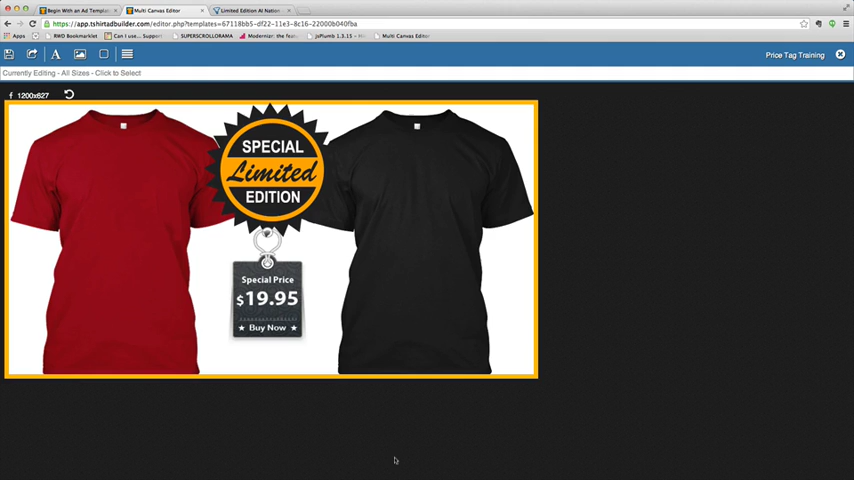 Begin With an Ad Templat
Multi Canvas Editor
Limited Edition AI Nation
https://app.tshirtadbuilder.com/editor.php?templates=67118bb5-df22-11e3-8c16-22000b040fba
Apps
RWD Bookmarklet
Can I use... Support
SUPERSCROLLORAMA
Modernizr: the feat
jsPlumb 1.3.15 - 
Multi Canvas Editor
A
Price Tag Training
Currently Editing - All Sizes - Click to Select
f 1200x627
SPECIAL
Limited
EDITION
Special Price
$19.95
★ Buy Now ★